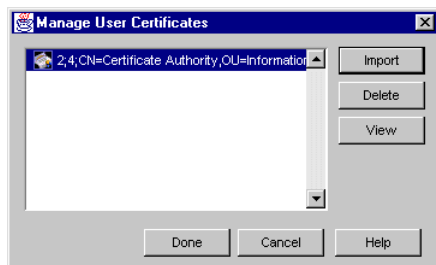 Manage User Certificates
2;4;CN=Certificate Authority,OU=Information
Import
Delete
View
Done Cancel Help